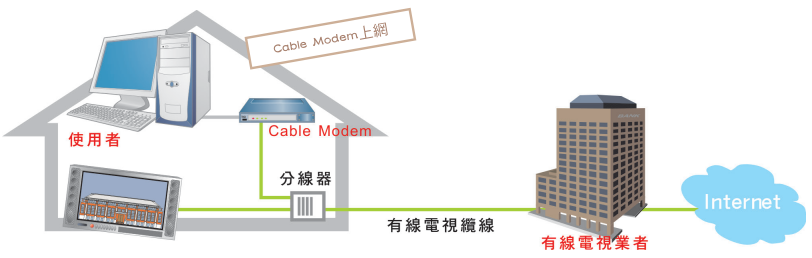 Cable Modem上網
使用者
Cable Modem
分線器
有線電視纜線
有線電視業者
Internet